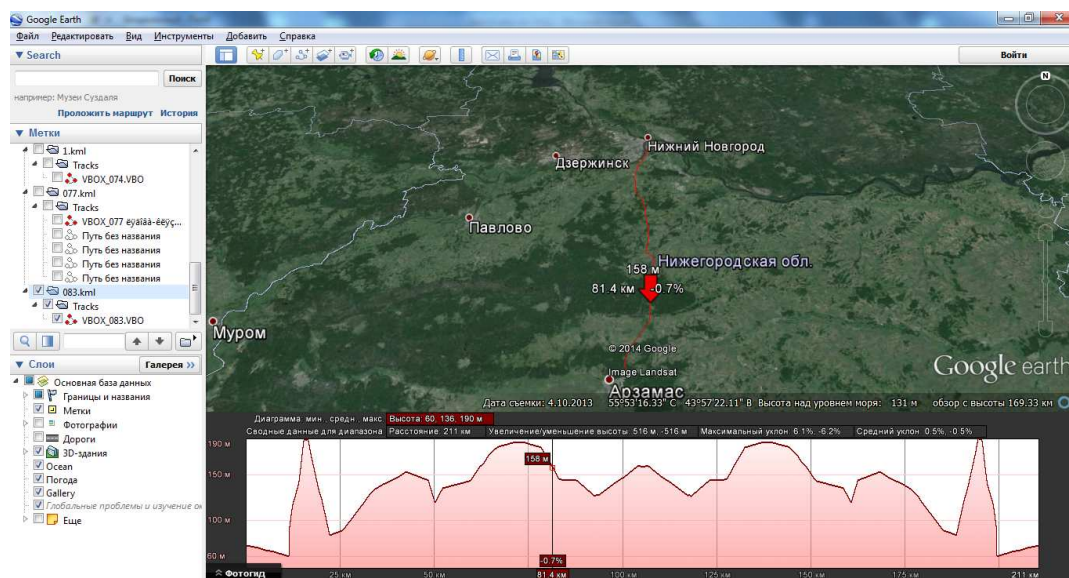 Google Earth
Файл Редактировать Вид Инструменты Добавить Справка
Search
Войти
Поиск
например: Музеи Суздаля
Проложить маршрут История
Метки
1.kml
Tracks
VBOX_074.VBO
077.kml
Tracks
VBOX_077 ëÿäîâà-êëÿç...
Путь без названия
Путь без названия
Путь без названия
Путь без названия
083.kml
Tracks
VBOX_083.VBO
Слои
Галерея >>
Основная база данных
Границы и названия
Метки
Фотографии
Дороги
3D-здания
Ocean
Погода
Gallery
Глобальные проблемы и изучение
Еще
N
Нижний Новгород
Дзержинск
Павлово
Нижегородская обл.
158 м
81.4 км -0.7%
Муром
© 2014 Google
Image Landsat
Арзамас
Google earth
Дата съемки: 4.10.2013 55°53'16.33" С 43°57'22.11" В Высота над уровнем моря: 131 м обзор с высоты 169.33 км
Диаграмма мин., средн., макс. Высота: 60, 136, 190 м
Сводные данные для диапазона Расстояние: 211 км Увеличение/уменьшение высоты: 516 м, -516 м Максимальный уклон: 6.1%, -6.2% Средний уклон: 0.5%, -0.5%
190 м
158 м
150 м
100 м
60 м
-0.7%
Фотогид
25 км 50 км 81.4 км 100 км 125 км 150 км 175 км 211 км